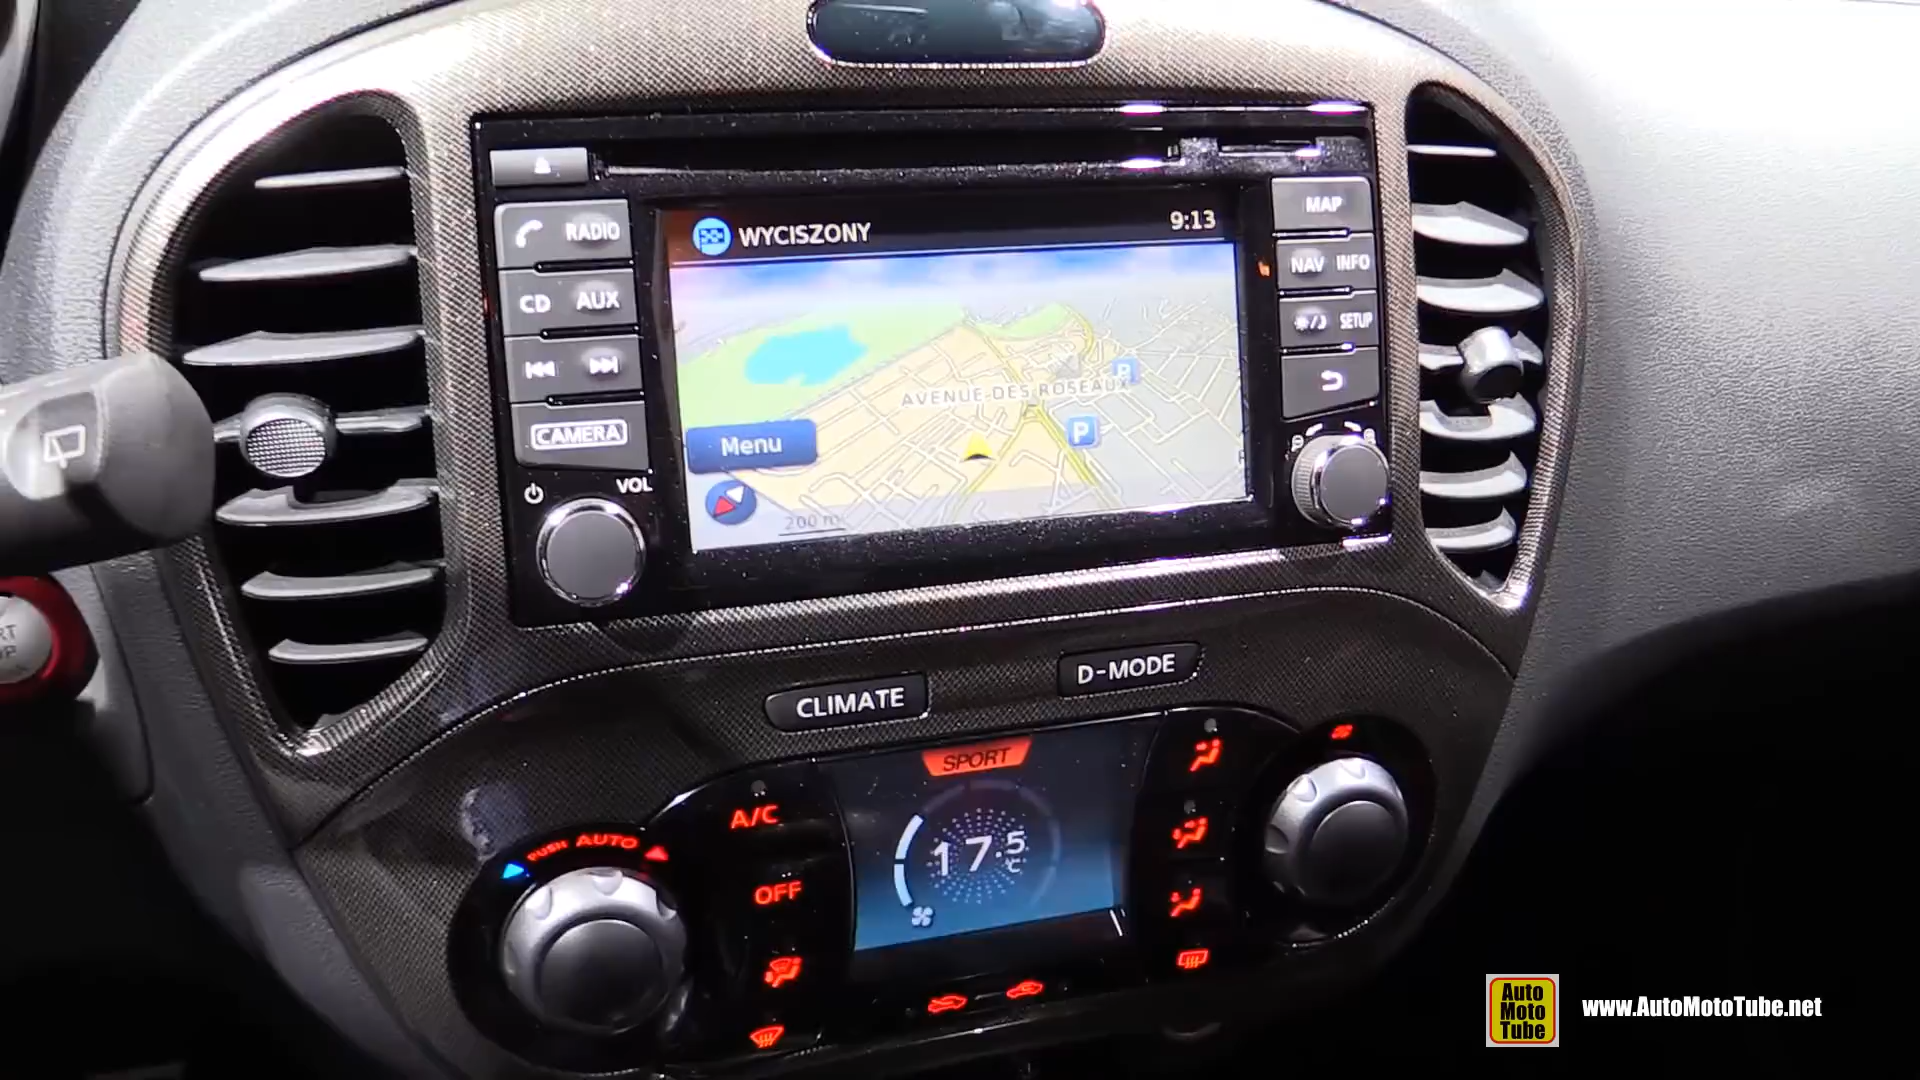 WYCISZONY 9:13
MAP
RADIO
NAV INFO
CD AUX
SETUP
AVENUE DES ROSEAUX
P
P
CAMERA
Menu
VOL
200 m
D-MODE
CLIMATE
SPORT
A/C
PUSH AUTO
17.5
°C
OFF
Auto
Moto
Tube
www.AutoMotoTube.net